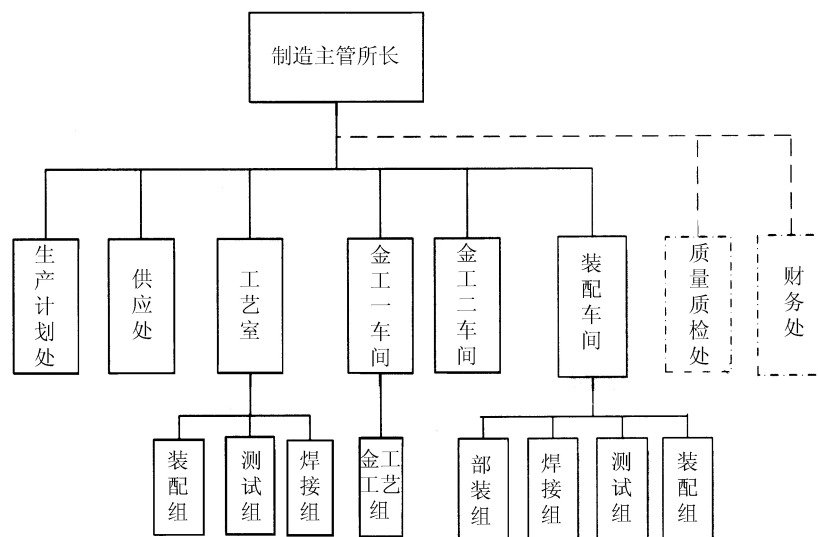 制造主管所长
生产计划处
供应处
工艺室
金工一车间
金工二车间
装配车间
质量质检处
财务处
装配组
测试组
焊接组
金工工艺组
部装组
焊接组
测试组
装配组